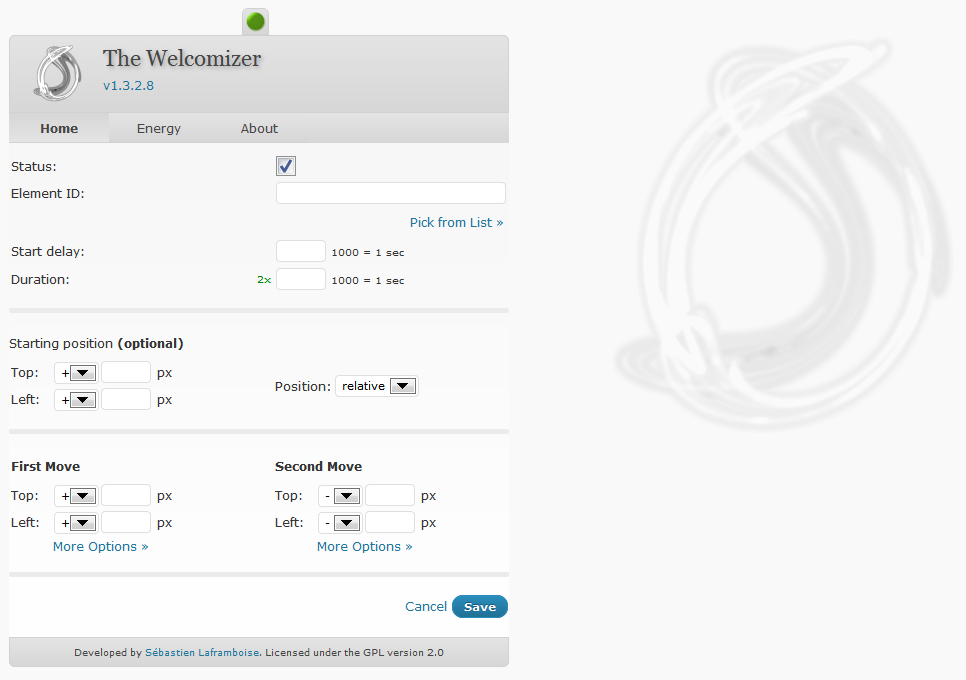 The Welcomizer
v1.3.2.8
Home Energy About
Status:
Element ID:
Pick from List »
Start delay: 1000 = 1 sec
Duration: 2x 1000 = 1 sec
Starting position (optional)
Top: + px
Position: relative
Left: + px
First Move Second Move
Top: + px Top: - px
Left: + px Left: - px
More Options » More Options »
Cancel Save
Developed by Sébastien Laframboise. Licensed under the GPL version 2.0